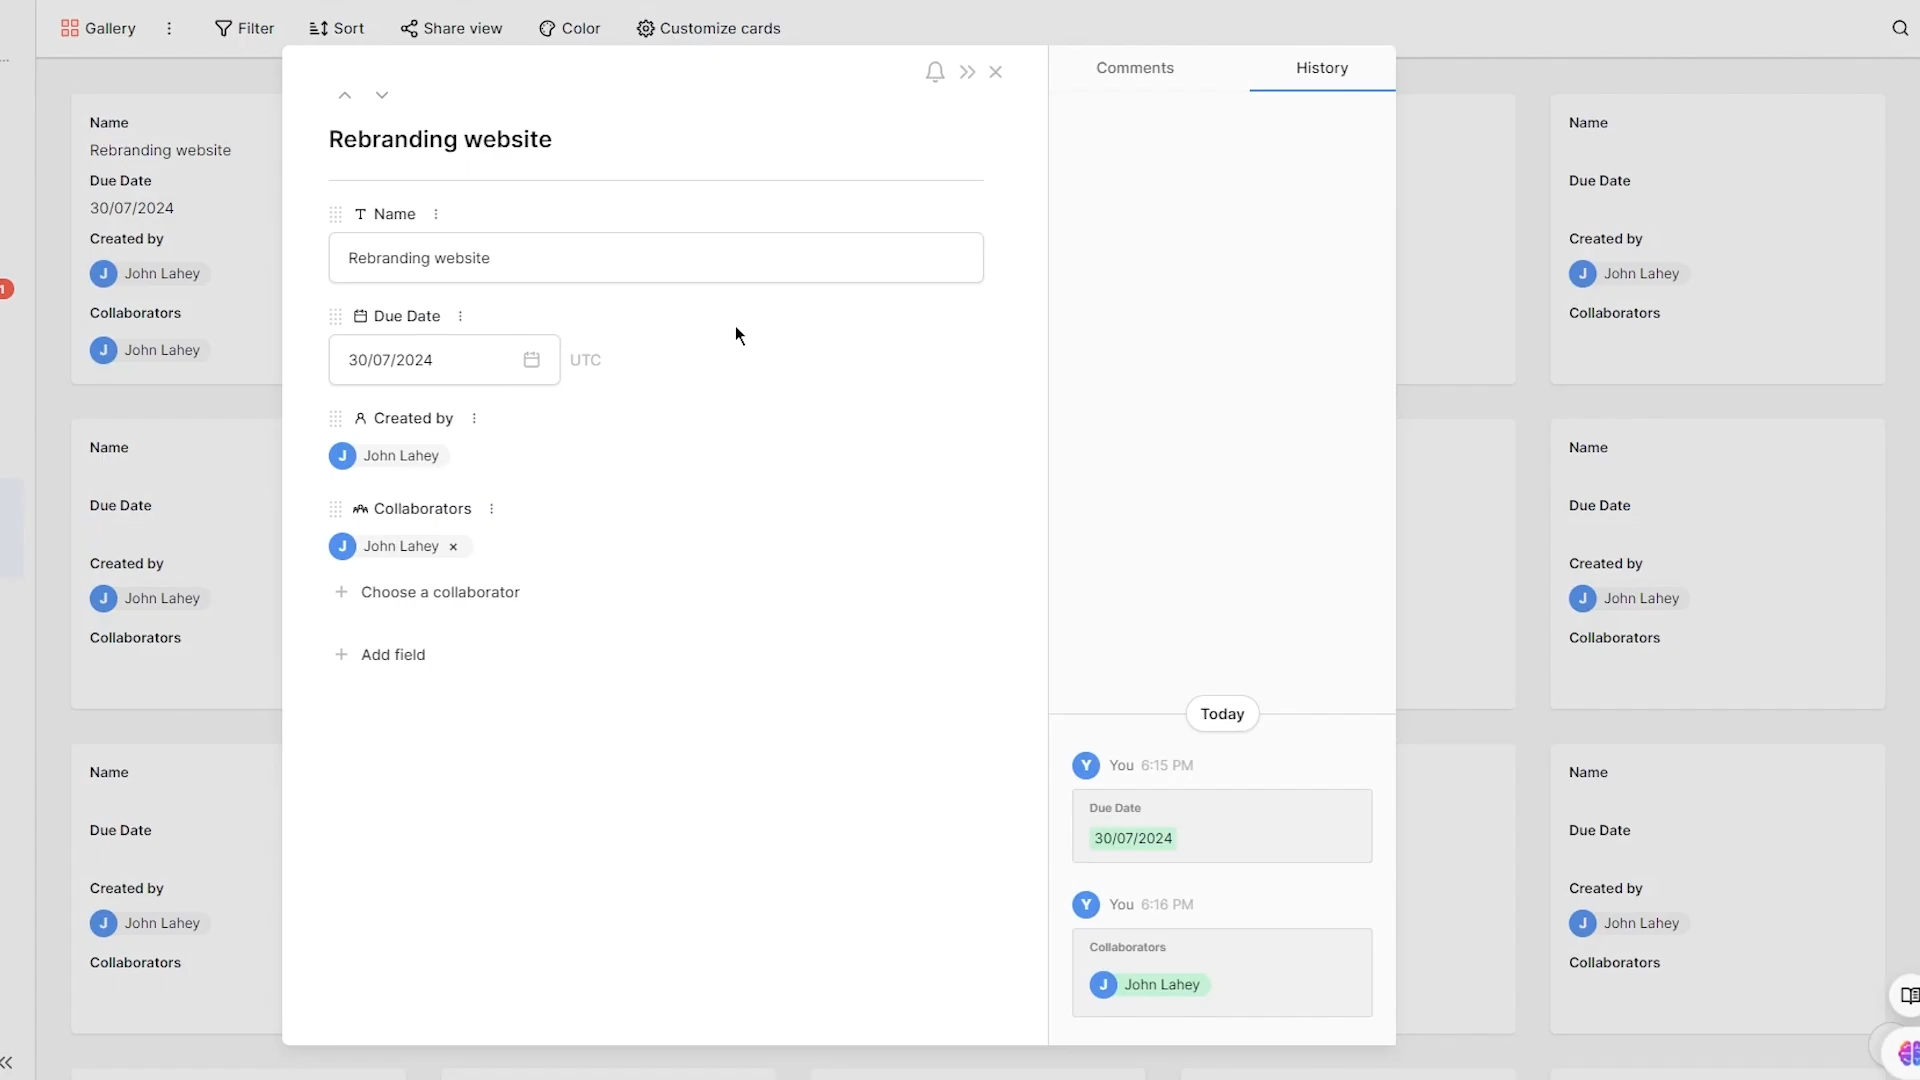 Gallery
Filter
Sort
Share view
Color
Customize cards
...
1
Name
Rebranding website
Due Date
30/07/2024
Created by
J John Lahey
Collaborators
J John Lahey
Name
Due Date
Created by
J John Lahey
Collaborators
Name
Due Date
Created by
J John Lahey
Collaborators
Rebranding website
Name
Rebranding website
Due Date
30/07/2024 UTC
Created by
J John Lahey
Collaborators
J John Lahey ×
+ Choose a collaborator
+ Add field
Comments
History
Today
Y You 6:15 PM
Due Date
30/07/2024
Y You 6:16 PM
Collaborators
J John Lahey
Name
Due Date
Created by
J John Lahey
Collaborators
Name
Due Date
Created by
J John Lahey
Collaborators
Name
Due Date
Created by
J John Lahey
Collaborators